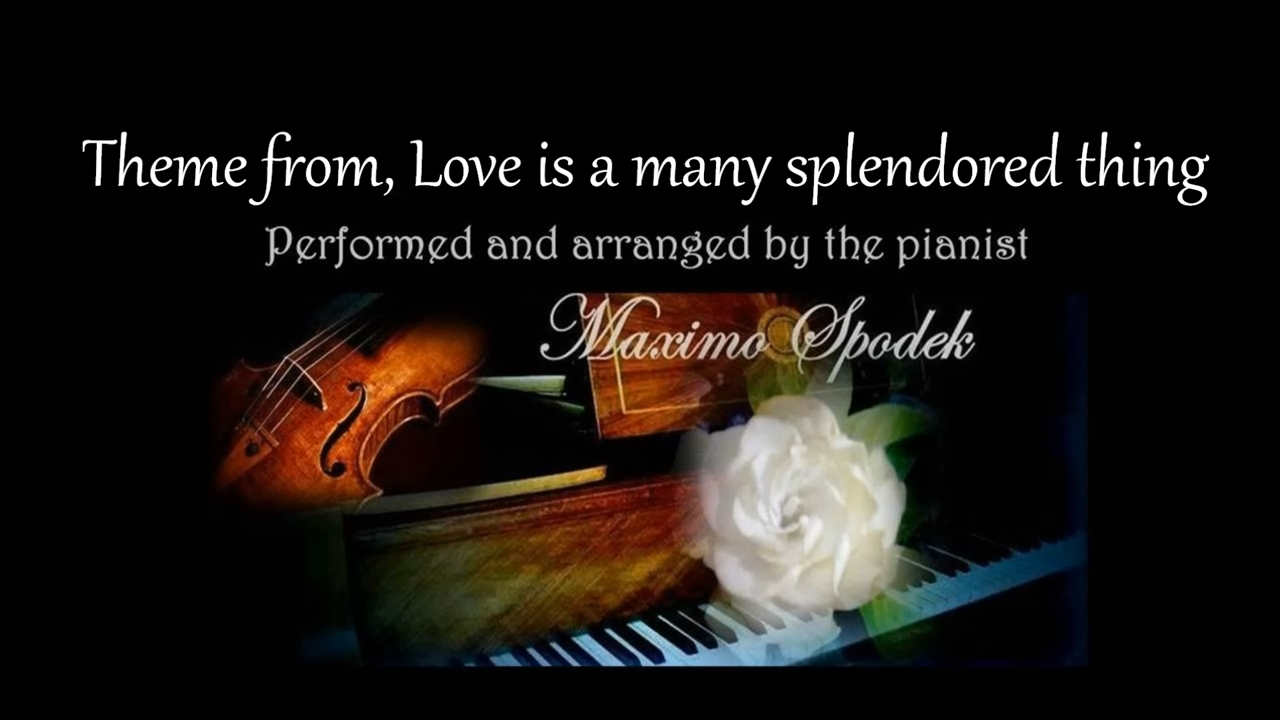 Theme from, Love is a many splendored thing
Performed and arranged by the pianist
Maximo Spodek